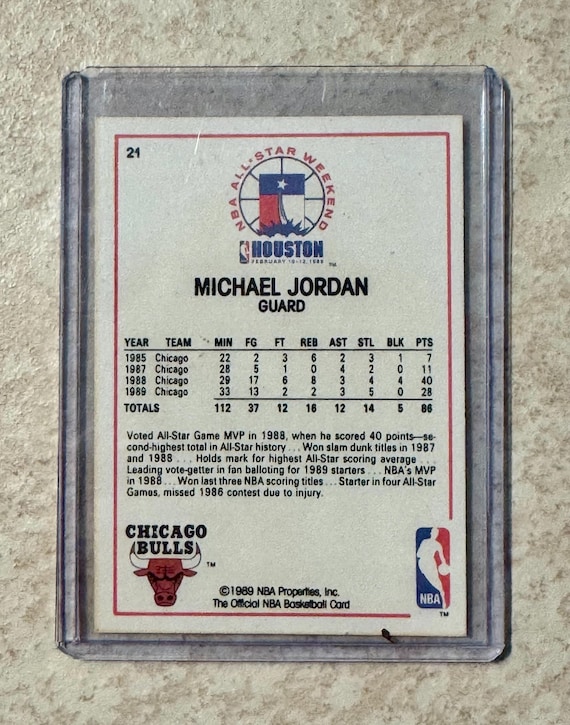 21
NBA ALL-STAR WEEKEND
HOUSTON
FEBRUARY 10-12, 1989
TM
MICHAEL JORDAN
GUARD
YEAR TEAM MIN FG FT REB AST STL BLK PTS
1985 Chicago 22 2 3 6 2 3 1 7
1987 Chicago 28 5 1 0 4 2 0 11
1988 Chicago 29 17 6 8 3 4 4 40
1989 Chicago 33 13 2 2 3 5 0 28
TOTALS 112 37 12 16 12 14 5 86
Voted All-Star Game MVP in 1988, when he scored 40 points—se-
cond-highest total in All-Star history . . . Won slam dunk titles in 1987
and 1988 . . . Holds mark for highest All-Star scoring average . . .
Leading vote-getter in fan balloting for 1989 starters . . . NBA's MVP
in 1988 . . . Won last three NBA scoring titles . . . Starter in four All-Star
Games, missed 1986 contest due to injury.
CHICAGO
BULLS
TM
©1989 NBA Properties, Inc.
The Official NBA Basketball Card
NBA
TM